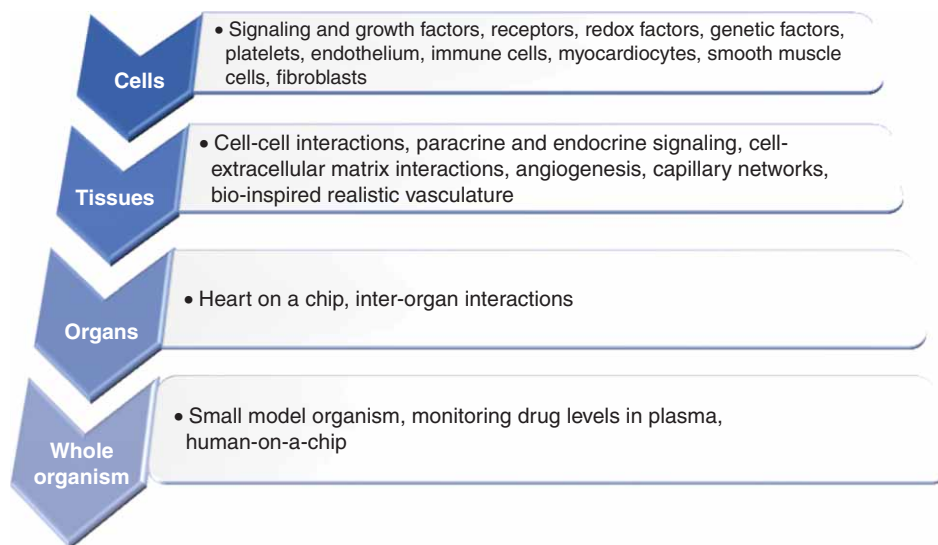 Cells
• Signaling and growth factors, receptors, redox factors, genetic factors,
platelets, endothelium, immune cells, myocardiocytes, smooth muscle
cells, fibroblasts
Tissues
• Cell-cell interactions, paracrine and endocrine signaling, cell-
extracellular matrix interactions, angiogenesis, capillary networks,
bio-inspired realistic vasculature
Organs
• Heart on a chip, inter-organ interactions
Whole
organism
• Small model organism, monitoring drug levels in plasma,
human-on-a-chip